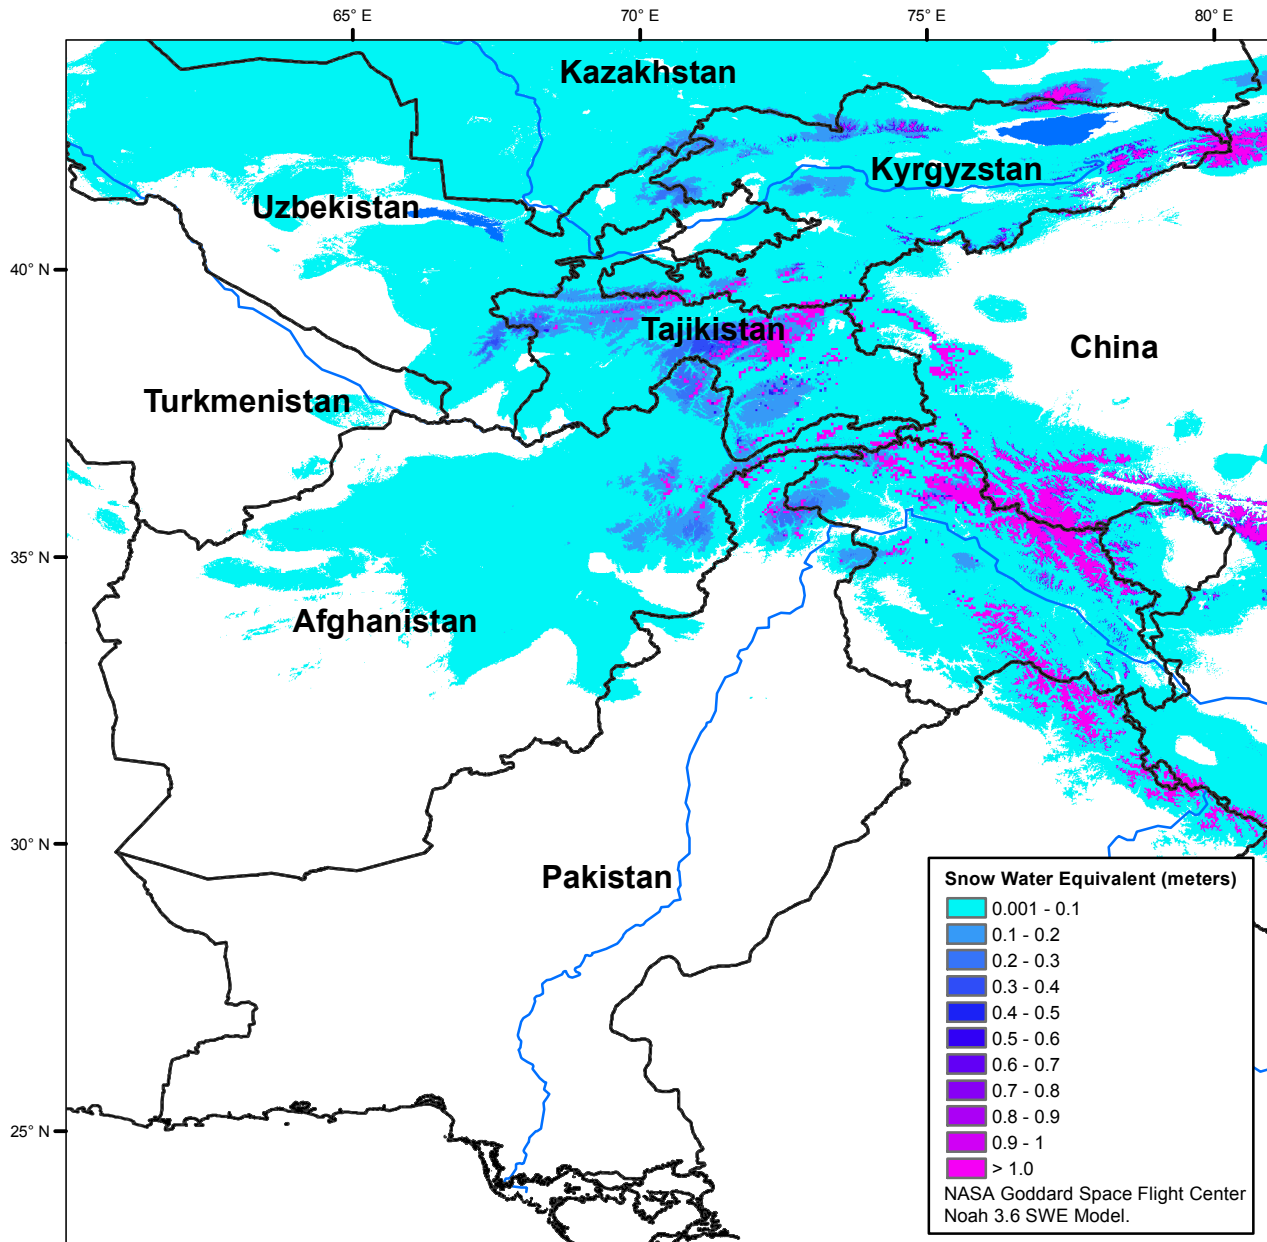 65° E
70° E
75° E
80° E
Kazakhstan
Kyrgyzstan
Uzbekistan
40° N
Tajikistan
China
Turkmenistan
35° N
Afghanistan
30° N
Pakistan
25° N
Snow Water Equivalent (meters)
0.001 - 0.1
0.1 - 0.2
0.2 - 0.3
0.3 - 0.4
0.4 - 0.5
0.5 - 0.6
0.6 - 0.7
0.7 - 0.8
0.8 - 0.9
0.9 - 1
> 1.0
NASA Goddard Space Flight Center
Noah 3.6 SWE Model.